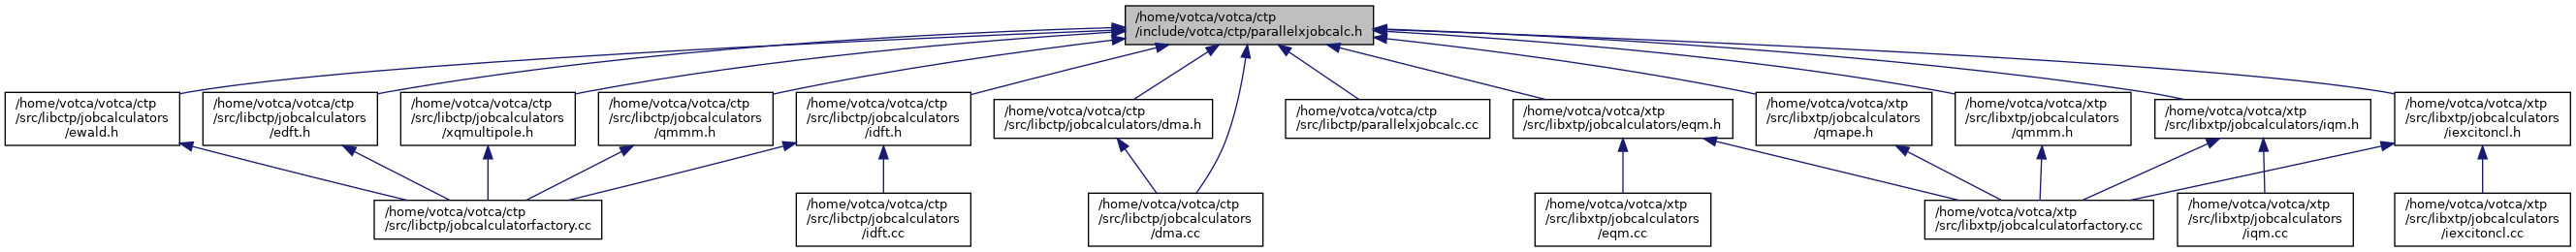 /home/votca/votca/ctp
/include/votca/ctp/parallelxjobcalc.h
/home/votca/votca/ctp
/src/libctp/jobcalculators
/ewald.h
/home/votca/votca/ctp
/src/libctp/jobcalculators
/edft.h
/home/votca/votca/ctp
/src/libctp/jobcalculators
/xqmultipole.h
/home/votca/votca/ctp
/src/libctp/jobcalculators
/qmmm.h
/home/votca/votca/ctp
/src/libctp/jobcalculators
/idft.h
/home/votca/votca/ctp
/src/libctp/jobcalculators/dma.h
/home/votca/votca/ctp
/src/libctp/parallelxjobcalc.cc
/home/votca/votca/xtp
/src/libxtp/jobcalculators/eqm.h
/home/votca/votca/xtp
/src/libxtp/jobcalculators
/qmape.h
/home/votca/votca/xtp
/src/libxtp/jobcalculators
/qmmm.h
/home/votca/votca/xtp
/src/libxtp/jobcalculators/iqm.h
/home/votca/votca/xtp
/src/libxtp/jobcalculators
/iexcitoncl.h
/home/votca/votca/ctp
/src/libctp/jobcalculatorfactory.cc
/home/votca/votca/ctp
/src/libctp/jobcalculators
/idft.cc
/home/votca/votca/ctp
/src/libctp/jobcalculators
/dma.cc
/home/votca/votca/xtp
/src/libxtp/jobcalculators
/eqm.cc
/home/votca/votca/xtp
/src/libxtp/jobcalculatorfactory.cc
/home/votca/votca/xtp
/src/libxtp/jobcalculators
/iqm.cc
/home/votca/votca/xtp
/src/libxtp/jobcalculators
/iexcitoncl.cc